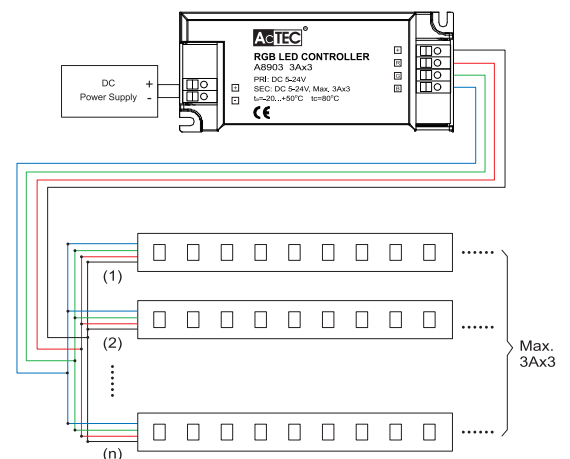 AcTEC®
RGB LED CONTROLLER
A8903 3Ax3
PRI: DC 5-24V
SEC: DC 5-24V, Max. 3Ax3
ta=-20...+50°C tc=80°C
CE
+
-
+
R
G
B
DC
Power Supply
+
-
(1)
(2)
(n)
Max.
3Ax3